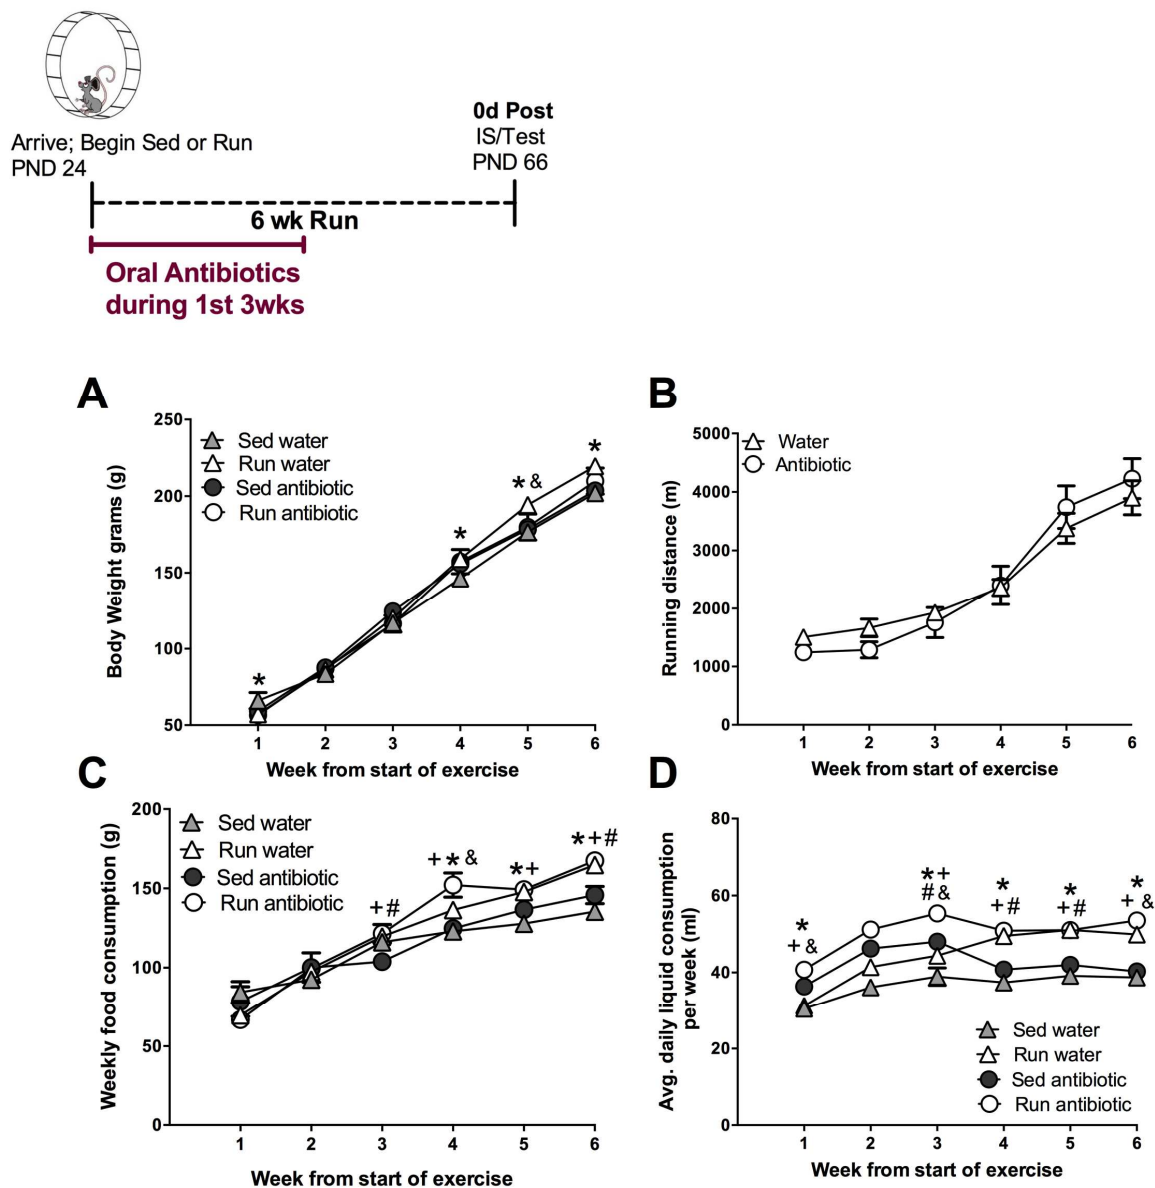 Arrive; Begin Sed or Run
PND 24
0d Post
IS/Test
PND 66
6 wk Run
Oral Antibiotics
during 1st 3wks
A
Body Weight grams (g)
250
200
150
100
50
Sed water
Run water
Sed antibiotic
Run antibiotic
*
*
* &
*
1 2 3 4 5 6
Week from start of exercise
B
Running distance (m)
5000
4000
3000
2000
1000
0
Water
Antibiotic
1 2 3 4 5 6
Week from start of exercise
C
Weekly food consumption (g)
200
150
100
50
0
Sed water
Run water
Sed antibiotic
Run antibiotic
+#
+*&
*+
*+#
1 2 3 4 5 6
Week from start of exercise
D
Avg. daily liquid consumption
per week (ml)
80
60
40
20
0
*
+&
*+
#&
*
+#
*
+#
*
+ &
Sed water
Run water
Sed antibiotic
Run antibiotic
1 2 3 4 5 6
Week from start of exercise